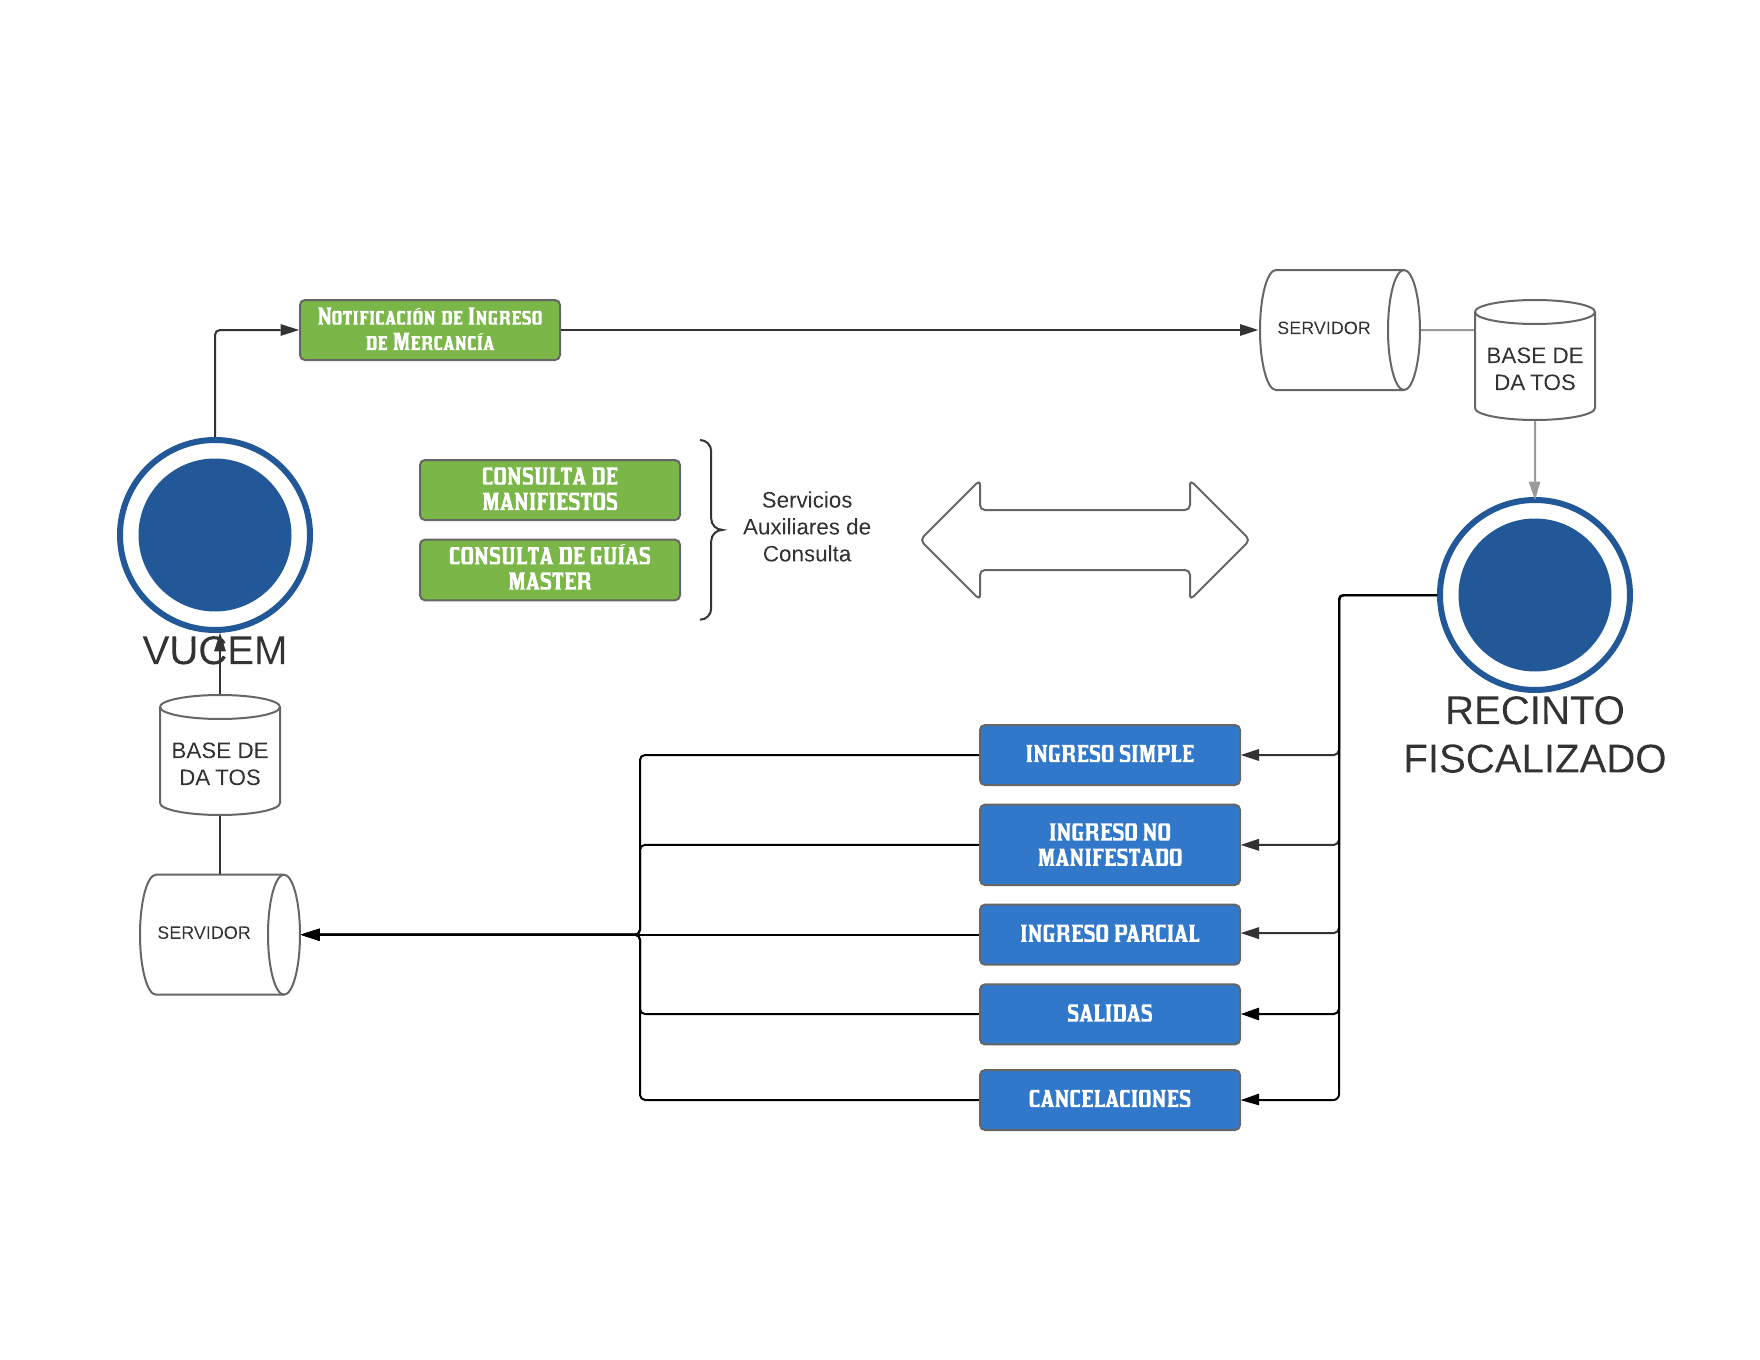 Notificación de Ingreso
de Mercancía
SERVIDOR
BASE DE
DA TOS
CONSULTA DE
MANIFIESTOS
CONSULTA DE GUÍAS
MASTER
Servicios
Auxiliares de
Consulta
VUCEM
RECINTO
FISCALIZADO
BASE DE
DA TOS
SERVIDOR
INGRESO SIMPLE
INGRESO NO
MANIFESTADO
INGRESO PARCIAL
SALIDAS
CANCELACIONES